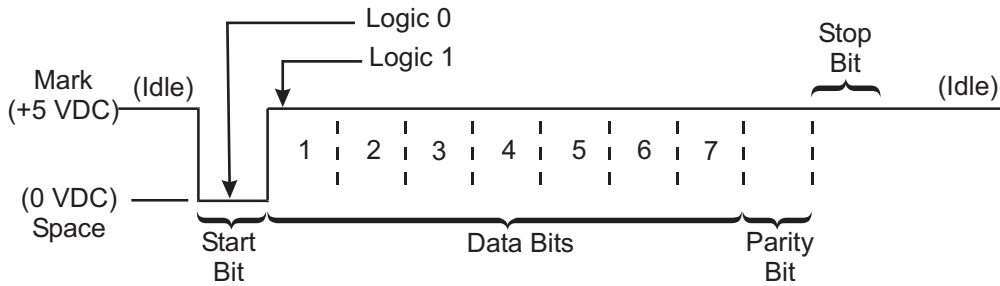 Logic 0
Logic 1
Stop
Bit
Mark
(+5 VDC)
(Idle)
(Idle)
1 2 3 4 5 6 7
(0 VDC)
Space
Start
Bit
Data Bits
Parity
Bit